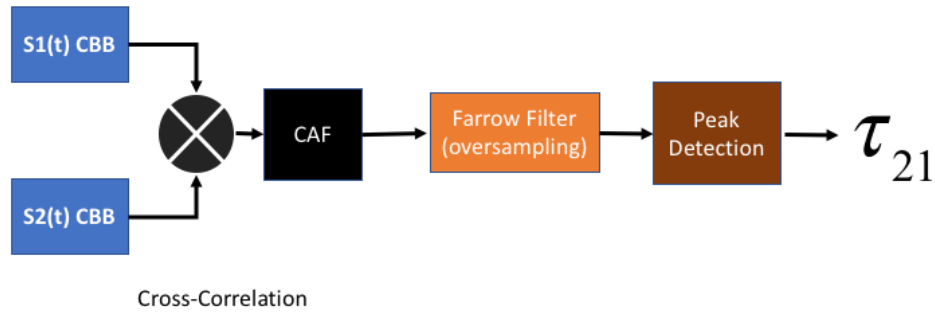 S1(t) CBB
S2(t) CBB
CAF
Farrow Filter
(oversampling)
Peak
Detection
τ21
Cross-Correlation